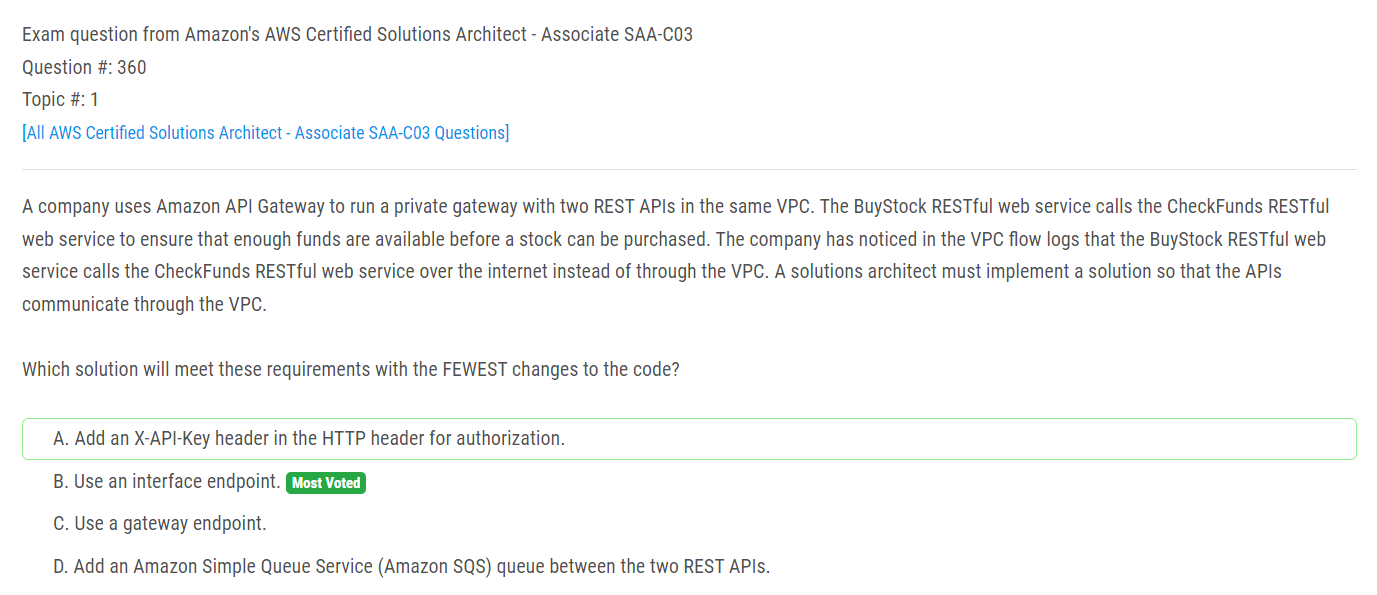 Exam question from Amazon's AWS Certified Solutions Architect - Associate SAA-C03
Question #: 360
Topic #: 1
[All AWS Certified Solutions Architect - Associate SAA-C03 Questions]
A company uses Amazon API Gateway to run a private gateway with two REST APIs in the same VPC. The BuyStock RESTful web service calls the CheckFunds RESTful
web service to ensure that enough funds are available before a stock can be purchased. The company has noticed in the VPC flow logs that the BuyStock RESTful web
service calls the CheckFunds RESTful web service over the internet instead of through the VPC. A solutions architect must implement a solution so that the APIs
communicate through the VPC.
Which solution will meet these requirements with the FEWEST changes to the code?
A. Add an X-API-Key header in the HTTP header for authorization.
B. Use an interface endpoint. Most Voted
C. Use a gateway endpoint.
D. Add an Amazon Simple Queue Service (Amazon SQS) queue between the two REST APIs.